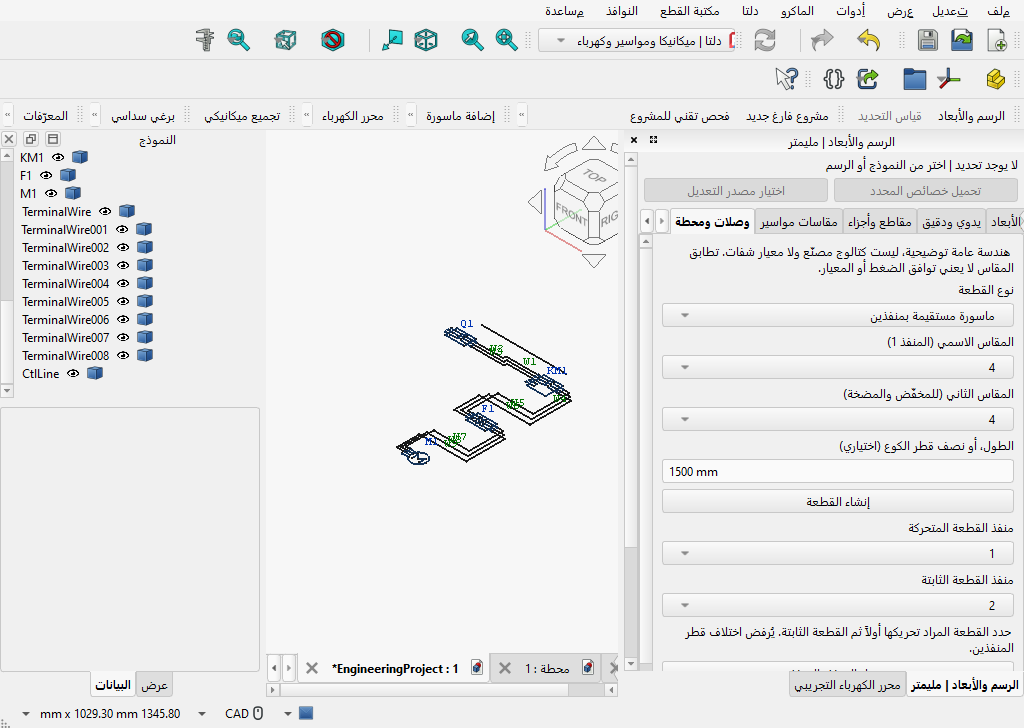 ملف
تعديل
عرض
أدوات
الماكرو
دلتا
مكتبة القطع
النوافذ
مساعدة
دلتا | ميكانيكا ومواسير وكهرباء
الرسم والأبعاد
قياس التحديد
مشروع فارغ جديد
فحص تقني للمشروع
إضافة ماسورة
محرر الكهرباء
تجميع ميكانيكي
برغي سداسي
المعرّفات
الرسم والأبعاد | مليمتر
لا يوجد تحديد | اختر من النموذج أو الرسم
تحميل خصائص المحدد
اختيار مصدر التعديل
الأبعاد
يدوي ودقيق
مقاطع وأجزاء
مقاسات مواسير
وصلات ومحطة
هندسة عامة توضيحية، ليست كتالوج مصنّع ولا معيار شفات. تطابق
المقاس لا يعني توافق الضغط أو المعيار.
نوع القطعة
ماسورة مستقيمة بمنفذين
المقاس الاسمي (المنفذ 1)
4
المقاس الثاني (للمخفّض والمضخة)
4
الطول، أو نصف قطر الكوع (اختياري)
1500 mm
إنشاء القطعة
منفذ القطعة المتحركة
1
منفذ القطعة الثابتة
2
حدد القطعة المراد تحريكها أولاً ثم القطعة الثابتة. يُرفض اختلاف قطر
المنفذين.
الرسم والأبعاد | مليمتر
محرر الكهرباء التجريبي
TOP
FRONT
RIG
Q1
W1
KM1
F1
M1
محطة : 1
*EngineeringProject : 1
النموذج
KM1
F1
M1
TerminalWire
TerminalWire001
TerminalWire002
TerminalWire003
TerminalWire004
TerminalWire005
TerminalWire006
TerminalWire007
TerminalWire008
CtlLine
عرض
البيانات
CAD
1345.80 mm x 1029.30 mm